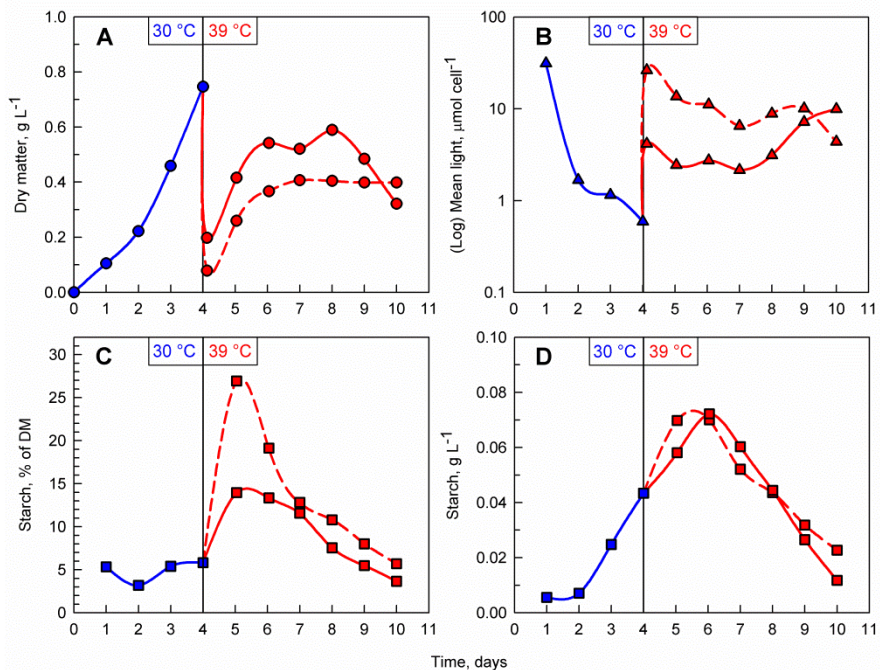 A
30 °C
39 °C
1.0
0.8
0.6
0.4
0.2
0.0
Dry matter, g L⁻¹
0 1 2 3 4 5 6 7 8 9 10 11
B
30 °C
39 °C
100
10
1
0.1
(Log) Mean light, µmol cell⁻¹
0 1 2 3 4 5 6 7 8 9 10 11
C
30 °C
39 °C
30
25
20
15
10
5
0
Starch, % of DM
0 1 2 3 4 5 6 7 8 9 10 11
D
30 °C
39 °C
0.10
0.08
0.06
0.04
0.02
0.00
Starch, g L⁻¹
0 1 2 3 4 5 6 7 8 9 10 11
Time, days